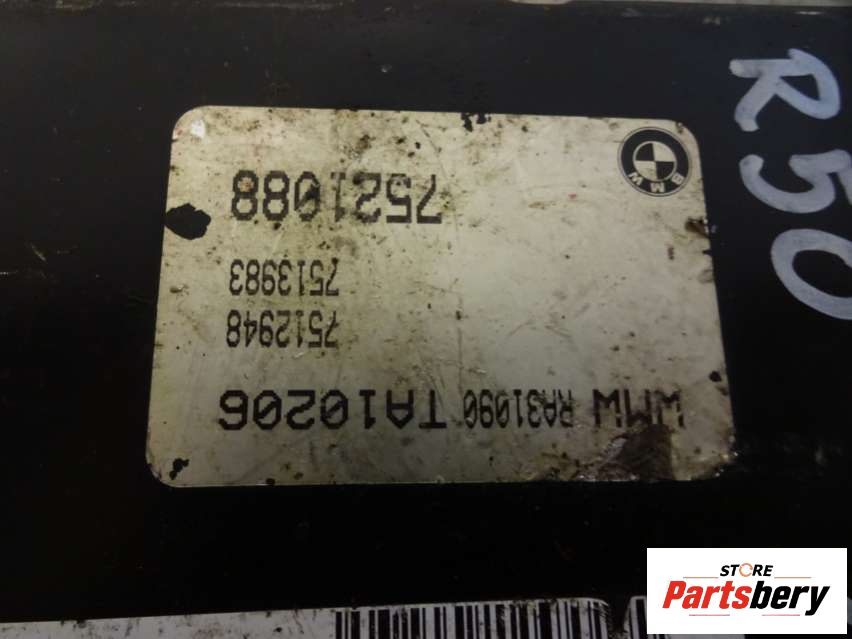 WMW RA31090 TA10206
7512948
7513983
7521088
BMW
R50
STORE
Partsbery